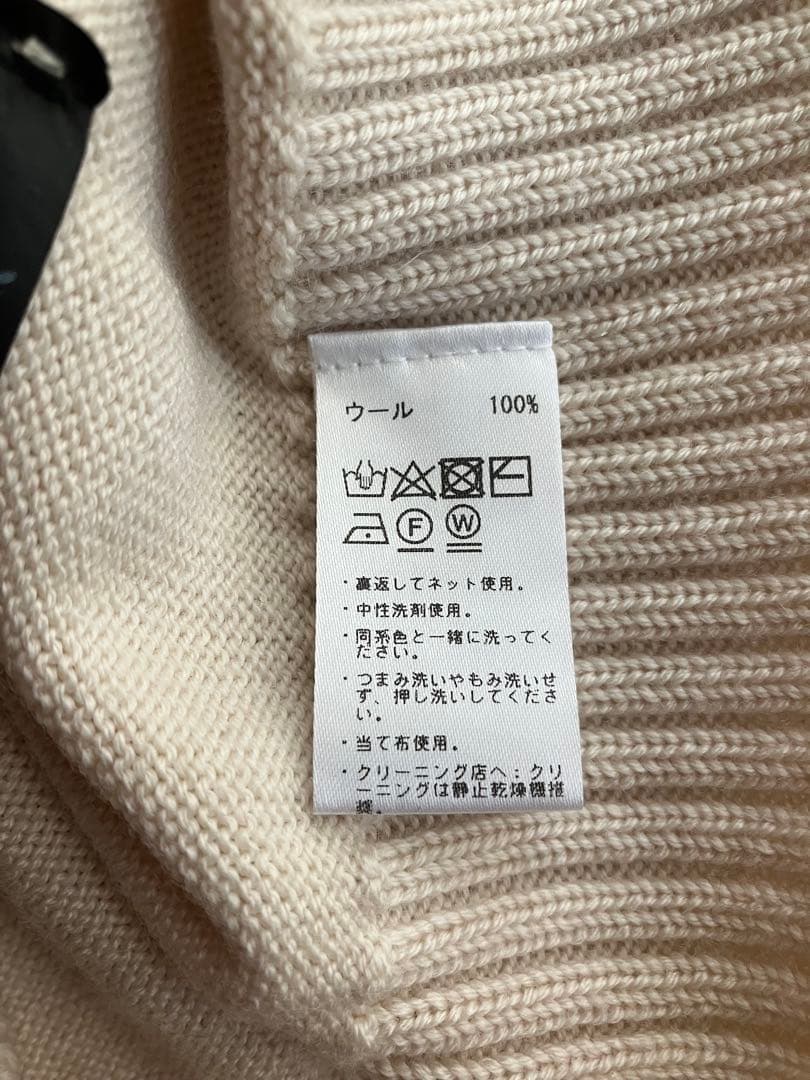 ウール 100%
F W
・裏返してネット使用。
・中性洗剤使用。
・同系色と一緒に洗ってく
ださい。
・つまみ洗いやもみ洗いせ
ず、押し洗いしてくださ
い。
・当て布使用。
・クリーニング店へ：クリ
ーニングは静止乾燥機推
奨。